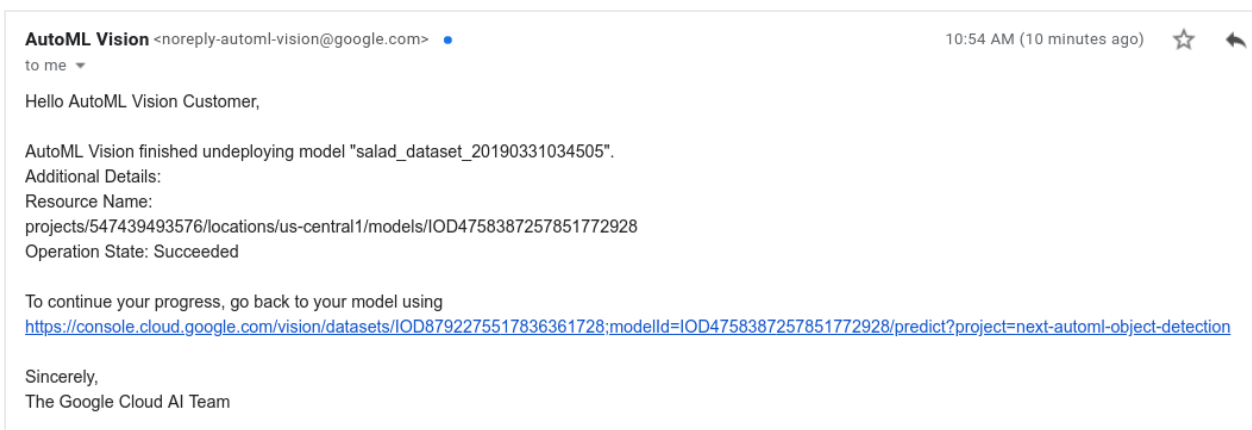 AutoML Vision <noreply-automl-vision@google.com>
10:54 AM (10 minutes ago)
to me
Hello AutoML Vision Customer,
AutoML Vision finished undeploying model "salad_dataset_20190331034505".
Additional Details:
Resource Name:
projects/547439493576/locations/us-central1/models/IOD4758387257851772928
Operation State: Succeeded
To continue your progress, go back to your model using
https://console.cloud.google.com/vision/datasets/IOD8792275517836361728;modelId=IOD4758387257851772928/predict?project=next-automl-object-detection
Sincerely,
The Google Cloud AI Team